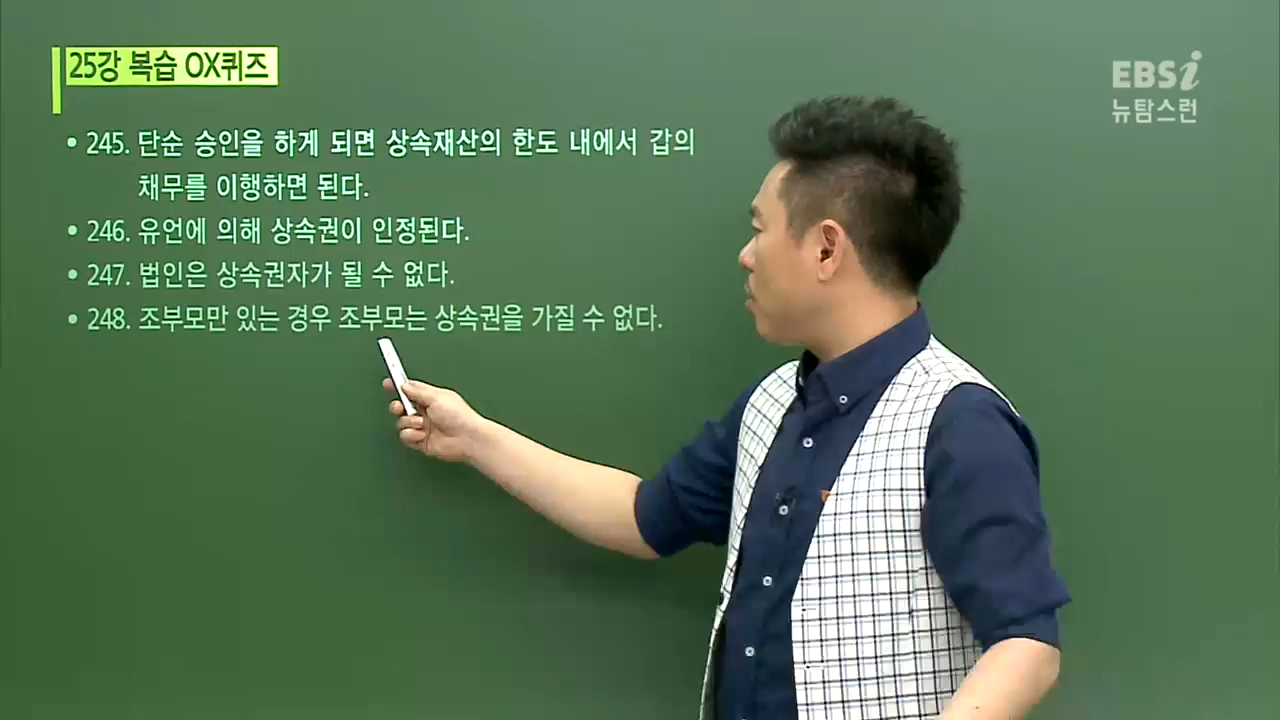 25강 복습 OX퀴즈
EBSi
뉴탐스런
• 245. 단순 승인을 하게 되면 상속재산의 한도 내에서 갑의
채무를 이행하면 된다.
• 246. 유언에 의해 상속권이 인정된다.
• 247. 법인은 상속권자가 될 수 없다.
• 248. 조부모만 있는 경우 조부모는 상속권을 가질 수 없다.